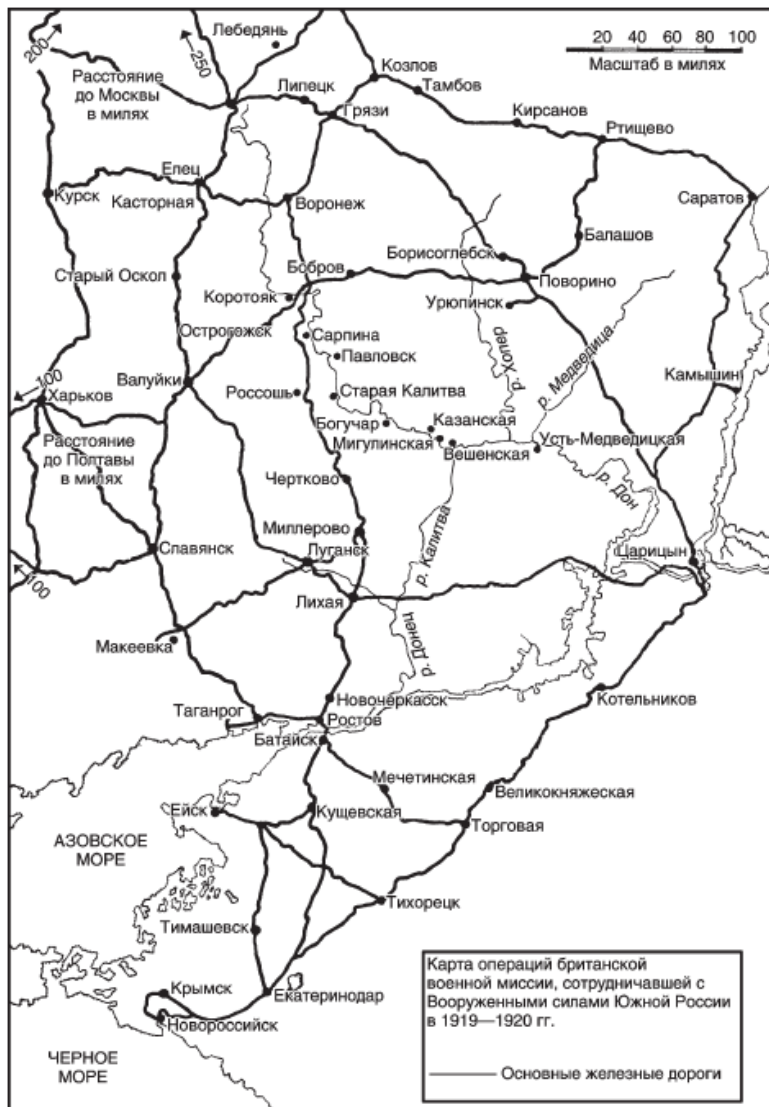 Лебедянь
200
250
Козлов
20 40 60 80 100
Масштаб в милях
Расстояние
до Москвы
в милях
Липецк
Тамбов
Грязи
Кирсанов
Ртищево
Елец
Курск
Касторная
Воронеж
Саратов
Балашов
Борисоглебск
Старый Оскол
Бобров
Поворино
Коротояк
Урюпинск
Острогожск
Сарпина
р. Хопер
р. Медведица
Павловск
100
Харьков
Валуйки
Россошь
Старая Калитва
Камышин
Богучар
Казанская
Мигулинская
Вешенская
Усть-Медведицкая
Расстояние
до Полтавы
в милях
Чертково
р. Дон
Миллерово
р. Калитва
Славянск
Луганск
Царицын
100
Лихая
Макеевка
р. Донец
Новочеркасск
Котельников
Таганрог
Ростов
Батайск
Мечетинская
Великокняжеская
Ейск
Кущевская
Торговая
АЗОВСКОЕ
МОРЕ
Тихорецк
Тимашевск
Крымск
Екатеринодар
Новороссийск
ЧЕРНОЕ
МОРЕ
Карта операций британской
военной миссии, сотрудничавшей с
Вооруженными силами Южной России
в 1919—1920 гг.
Основные железные дороги